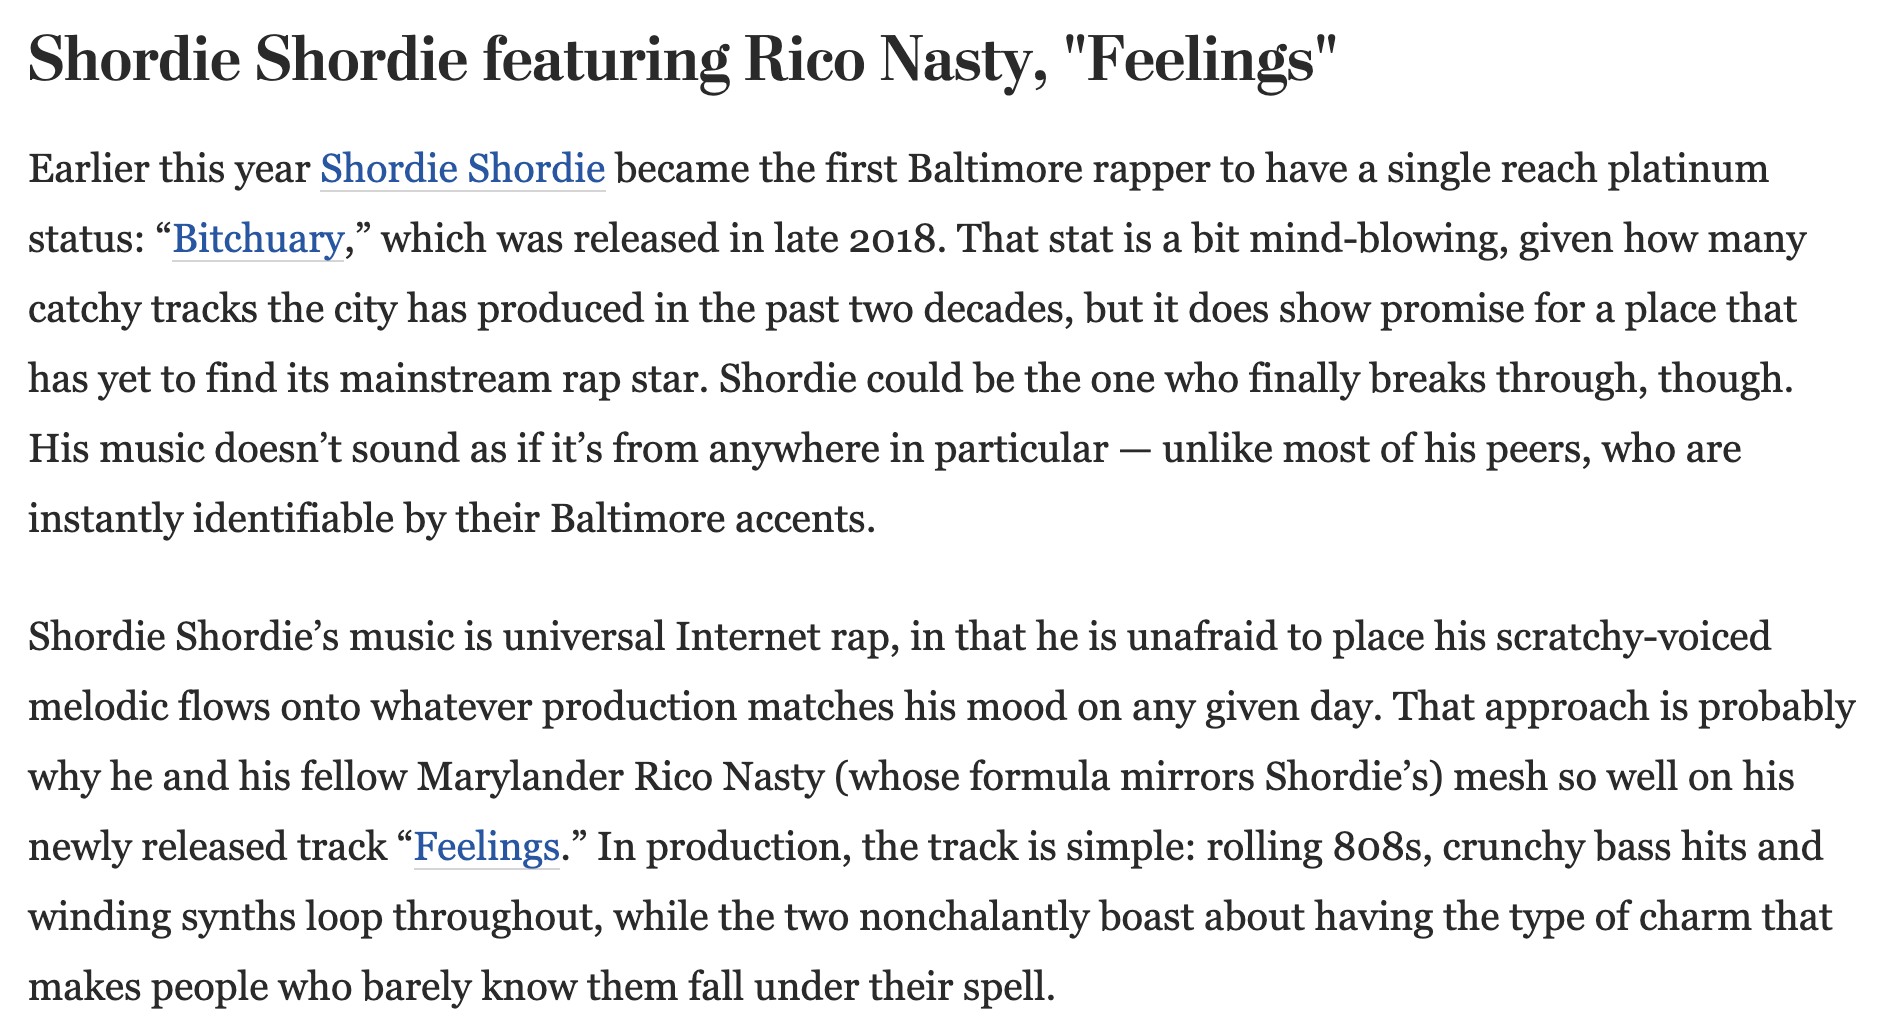 Shordie Shordie featuring Rico Nasty, "Feelings"
Earlier this year Shordie Shordie became the first Baltimore rapper to have a single reach platinum
status: “Bitchuary,” which was released in late 2018. That stat is a bit mind-blowing, given how many
catchy tracks the city has produced in the past two decades, but it does show promise for a place that
has yet to find its mainstream rap star. Shordie could be the one who finally breaks through, though.
His music doesn’t sound as if it’s from anywhere in particular — unlike most of his peers, who are
instantly identifiable by their Baltimore accents.
Shordie Shordie’s music is universal Internet rap, in that he is unafraid to place his scratchy-voiced
melodic flows onto whatever production matches his mood on any given day. That approach is probably
why he and his fellow Marylander Rico Nasty (whose formula mirrors Shordie’s) mesh so well on his
newly released track “Feelings.” In production, the track is simple: rolling 808s, crunchy bass hits and
winding synths loop throughout, while the two nonchalantly boast about having the type of charm that
makes people who barely know them fall under their spell.